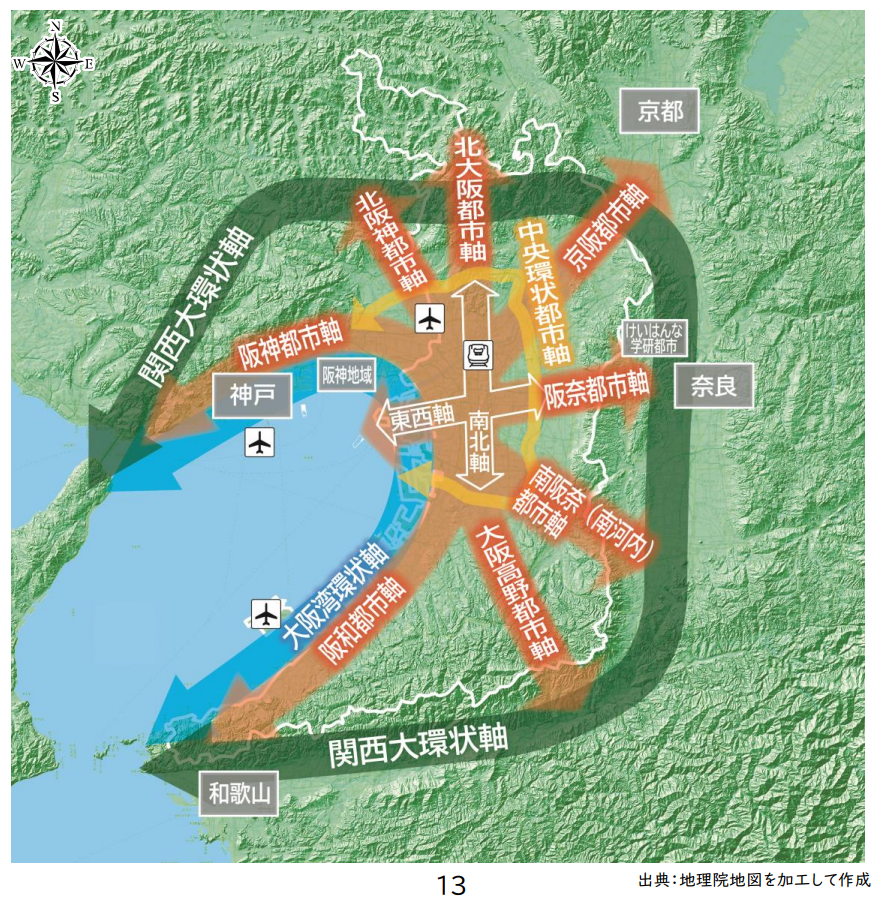 N
W E
S
京都
北大阪都市軸
北阪神都市軸
京阪都市軸
中央環状都市軸
関西大環状軸
けいはんな
学研都市
阪神都市軸
阪神地域
神戸
阪奈都市軸
奈良
東西軸
南北軸
南阪奈（南河内）
都市軸
大阪高野都市軸
大阪湾環状軸
阪和都市軸
関西大環状軸
和歌山
13
出典：地理院地図を加工して作成